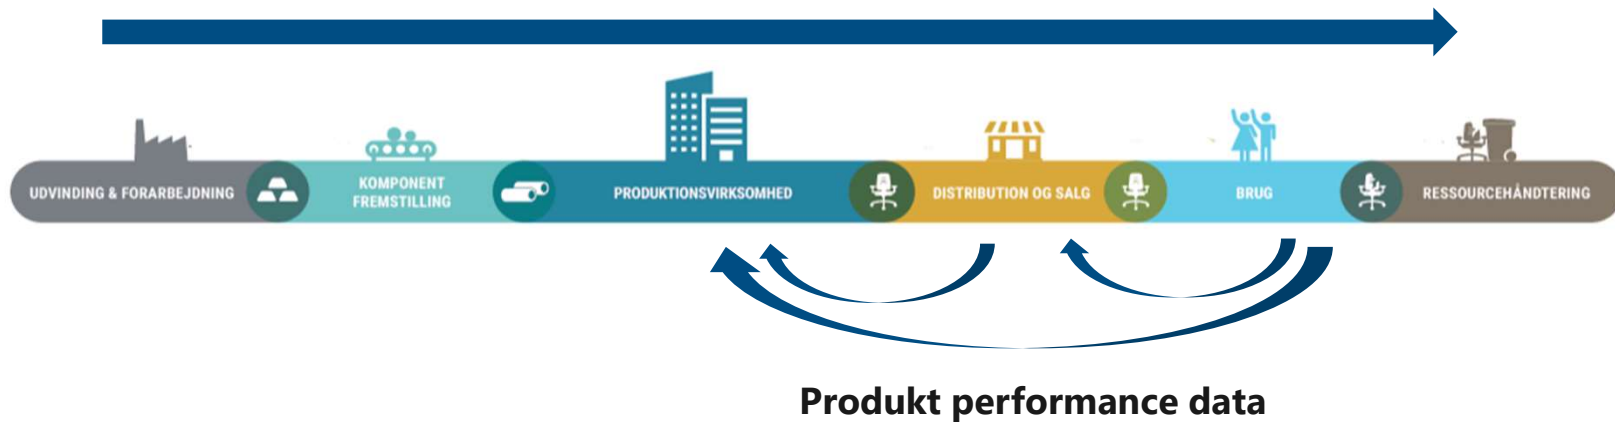 UDVINDING & FORARBEJDNING
KOMPONENT
FREMSTILLING
PRODUKTIONSVIRKSOMHED
DISTRIBUTION OG SALG
BRUG
RESSOURCEHÅNDTERING
Produkt performance data